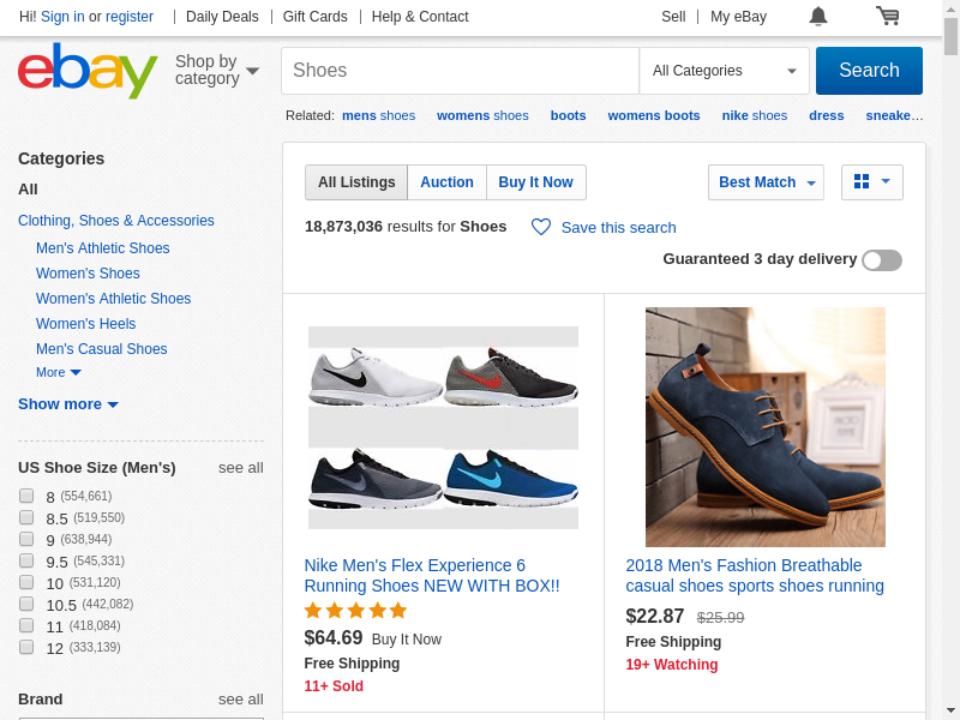 Hi! Sign in or register
Daily Deals
Gift Cards
Help & Contact
Sell
My eBay
ebay
Shop by
category
Shoes
All Categories
Search
Related: mens shoes womens shoes boots womens boots nike shoes dress sneake...
Categories
All
Clothing, Shoes & Accessories
Men's Athletic Shoes
Women's Shoes
Women's Athletic Shoes
Women's Heels
Men's Casual Shoes
More
Show more
US Shoe Size (Men's) see all
8 (554,661)
8.5 (519,550)
9 (638,944)
9.5 (545,331)
10 (531,120)
10.5 (442,082)
11 (418,084)
12 (333,139)
Brand see all
All Listings
Auction
Buy It Now
Best Match
18,873,036 results for Shoes
Save this search
Guaranteed 3 day delivery
Nike Men's Flex Experience 6
Running Shoes NEW WITH BOX!!
$64.69 Buy It Now
Free Shipping
11+ Sold
2018 Men's Fashion Breathable
casual shoes sports shoes running
$22.87 $25.99
Free Shipping
19+ Watching